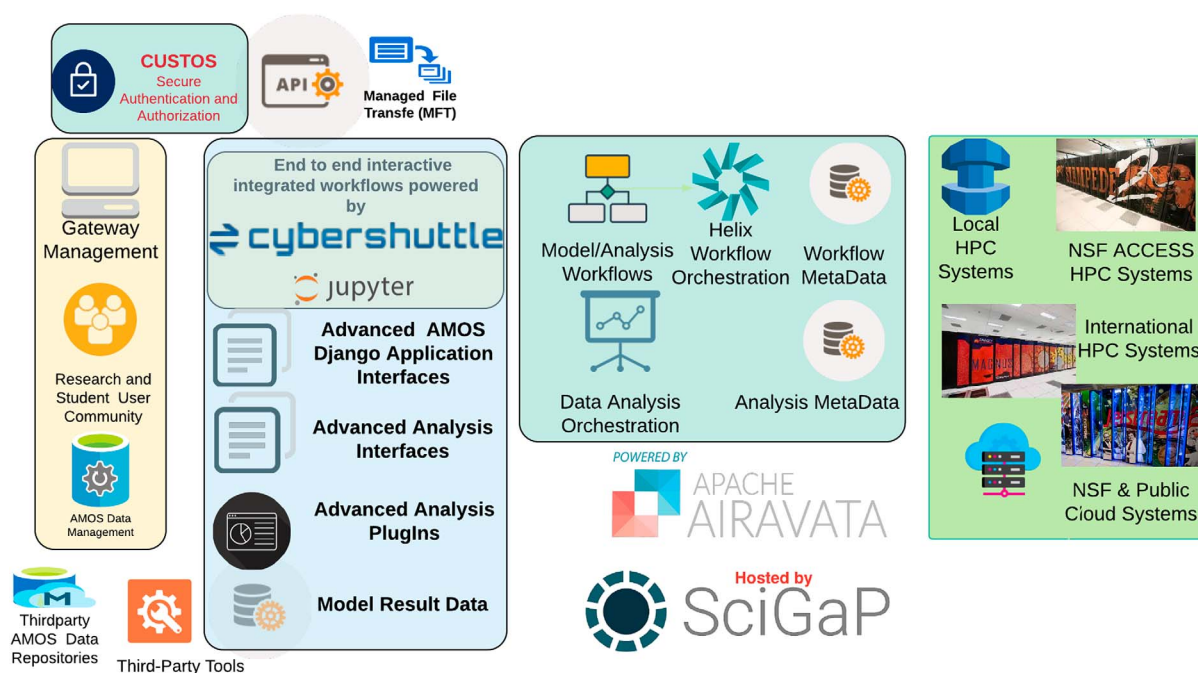 CUSTOS
Secure
Authentication and
Authorization
API
Managed File
Transfe (MFT)
Gateway
Management
Research and
Student User
Community
AMOS Data
Management
Thirdparty
AMOS Data
Repositories
Third-Party Tools
End to end interactive
integrated workflows powered
by
cybershuttle
jupyter
Advanced AMOS
Django Application
Interfaces
Advanced Analysis
Interfaces
Advanced Analysis
PlugIns
Model Result Data
Model/Analysis
Workflows
Helix
Workflow
Orchestration
Workflow
MetaData
Data Analysis
Orchestration
Analysis MetaData
POWERED BY
APACHE
AIRAVATA
Hosted by
SciGaP
Local
HPC
Systems
AMPEDE2
NSF ACCESS
HPC Systems
MAGNUS
International
HPC Systems
Jetstream
NSF & Public
Cloud Systems